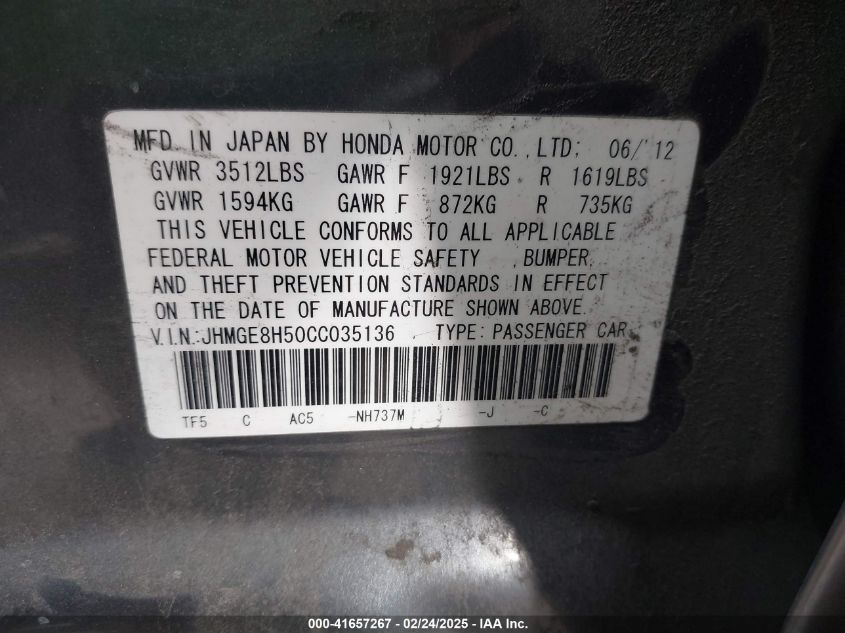 MFD. IN JAPAN BY HONDA MOTOR CO., LTD; 06/'12
GVWR 3512LBS GAWR F 1921LBS R 1619LBS
GVWR 1594KG GAWR F 872KG R 735KG
THIS VEHICLE CONFORMS TO ALL APPLICABLE
FEDERAL MOTOR VEHICLE SAFETY ,BUMPER,
AND THEFT PREVENTION STANDARDS IN EFFECT
ON THE DATE OF MANUFACTURE SHOWN ABOVE.
V.I.N.:JHMGE8H50CC035136 TYPE: PASSENGER CAR
TF5 C AC5 -NH737M -J -C
000-41657267 - 02/24/2025 - IAA Inc.